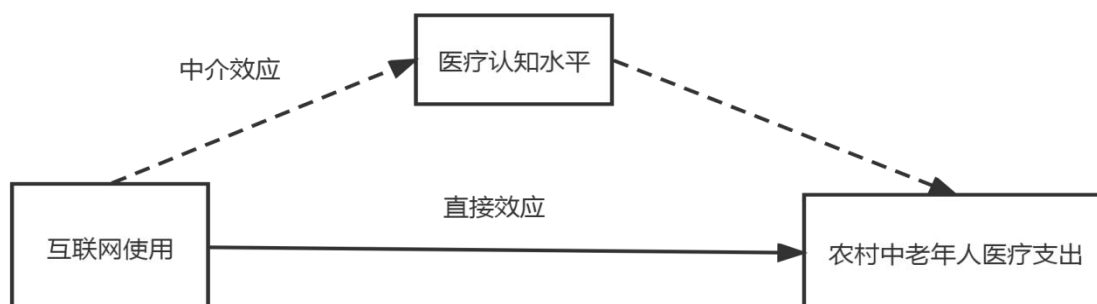 医疗认知水平
中介效应
直接效应
互联网使用
农村中老年人医疗支出